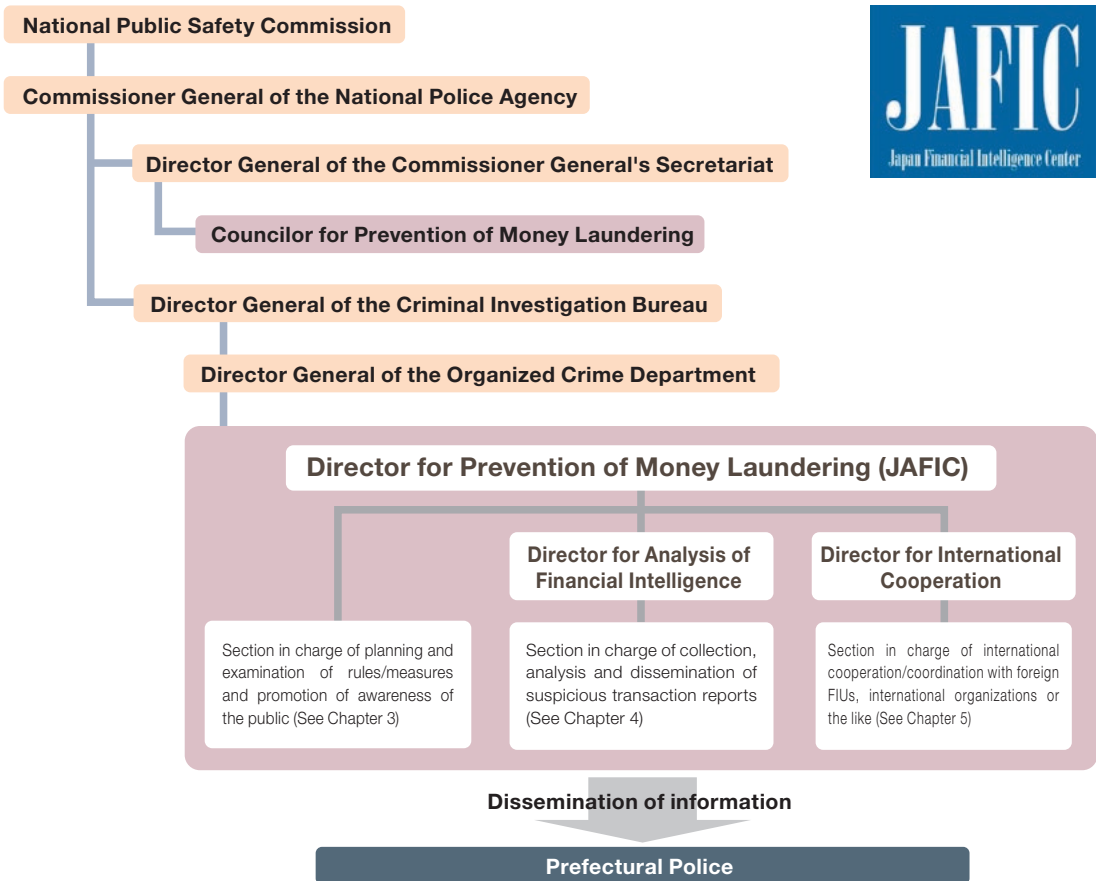 National Public Safety Commission
JAFIC
Japan Financial Intelligence Center
Commissioner General of the National Police Agency
Director General of the Commissioner General's Secretariat
Councilor for Prevention of Money Laundering
Director General of the Criminal Investigation Bureau
Director General of the Organized Crime Department
Director for Prevention of Money Laundering (JAFIC)
Director for Analysis of
Financial Intelligence
Director for International
Cooperation
Section in charge of planning and
examination of rules/measures
and promotion of awareness of
the public (See Chapter 3)
Section in charge of collection,
analysis and dissemination of
suspicious transaction reports
(See Chapter 4)
Section in charge of international
cooperation/coordination with foreign
FIUs, international organizations or
the like (See Chapter 5)
Dissemination of information
Prefectural Police